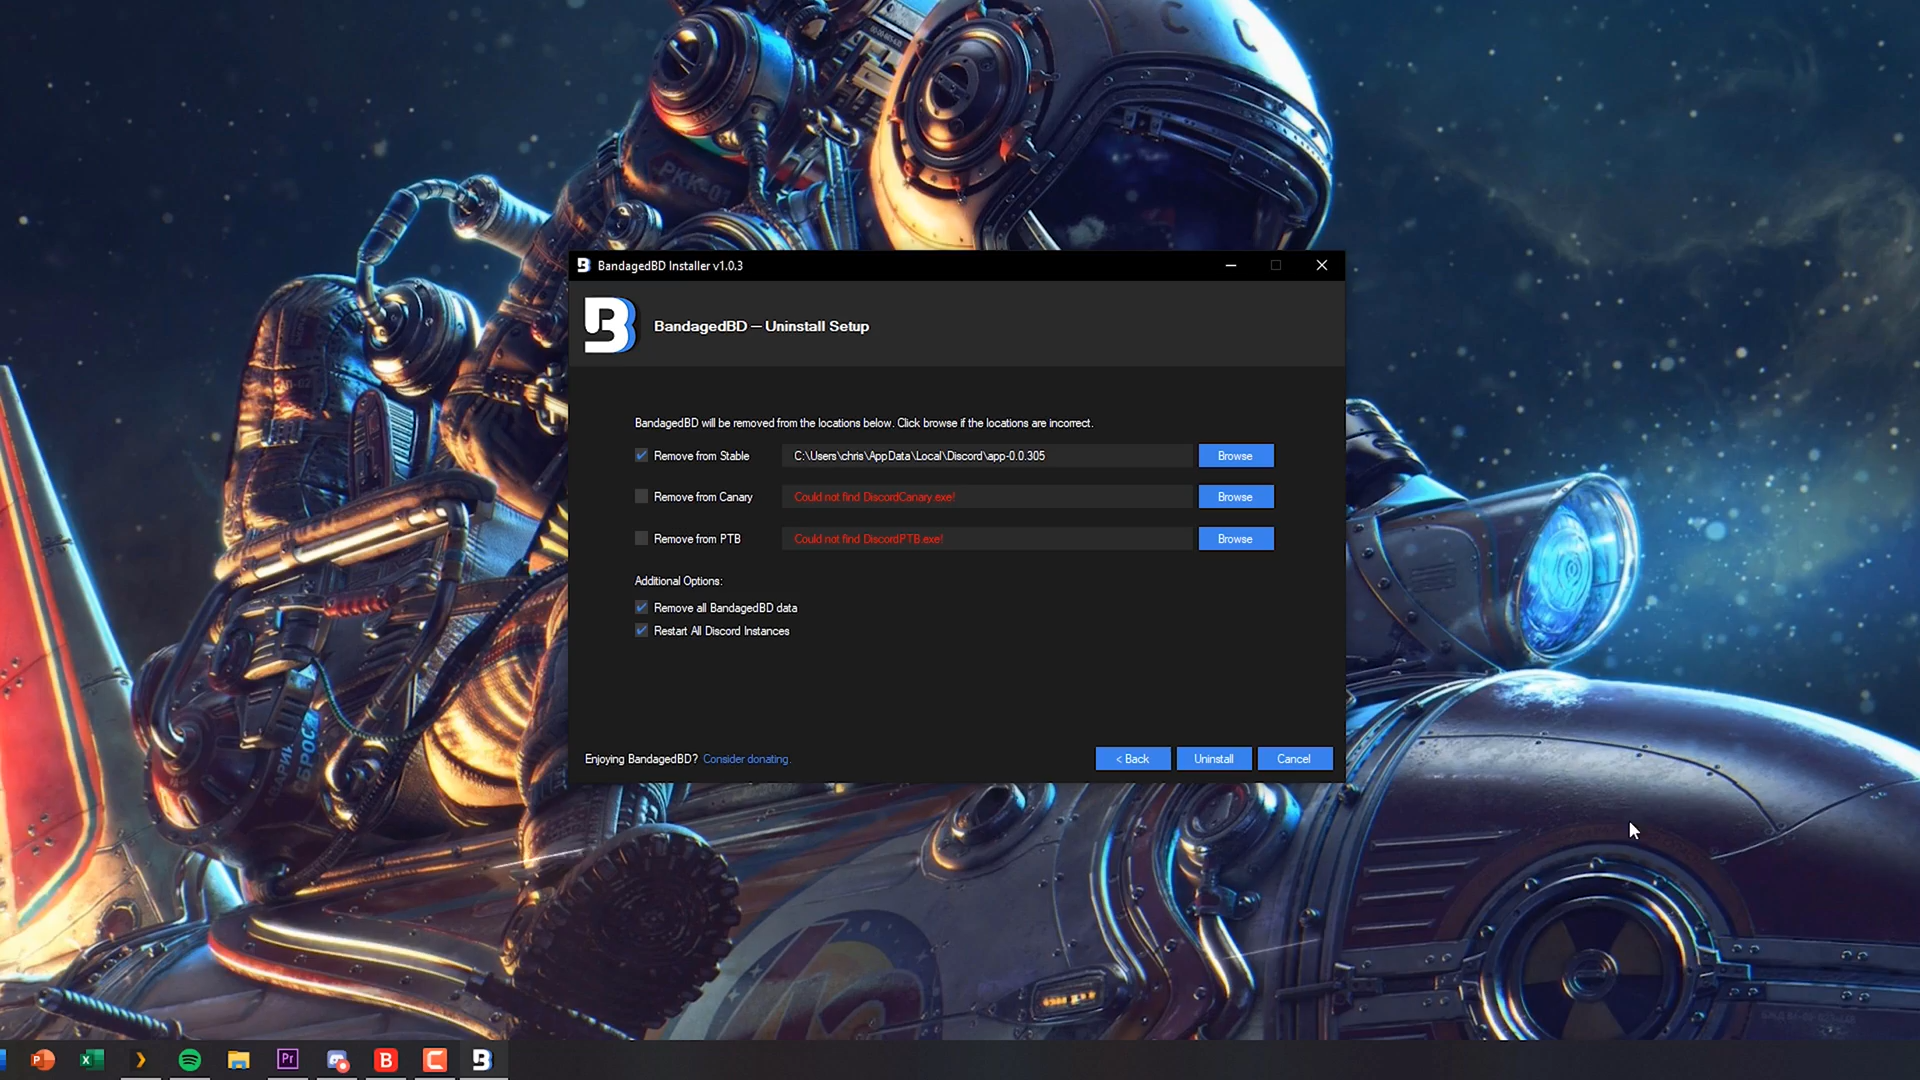 C C
РКК-01
BandagedBD Installer v1.0.3
BandagedBD — Uninstall Setup
BandagedBD will be removed from the locations below. Click browse if the locations are incorrect.
Remove from Stable C:\Users\chris\AppData\Local\Discord\app-0.0.305 Browse
Remove from Canary Could not find DiscordCanary.exe! Browse
Remove from PTB Could not find DiscordPTB.exe! Browse
Additional Options:
Remove all BandagedBD data
Restart All Discord Instances
Enjoying BandagedBD? Consider donating. < Back Uninstall Cancel
Pr